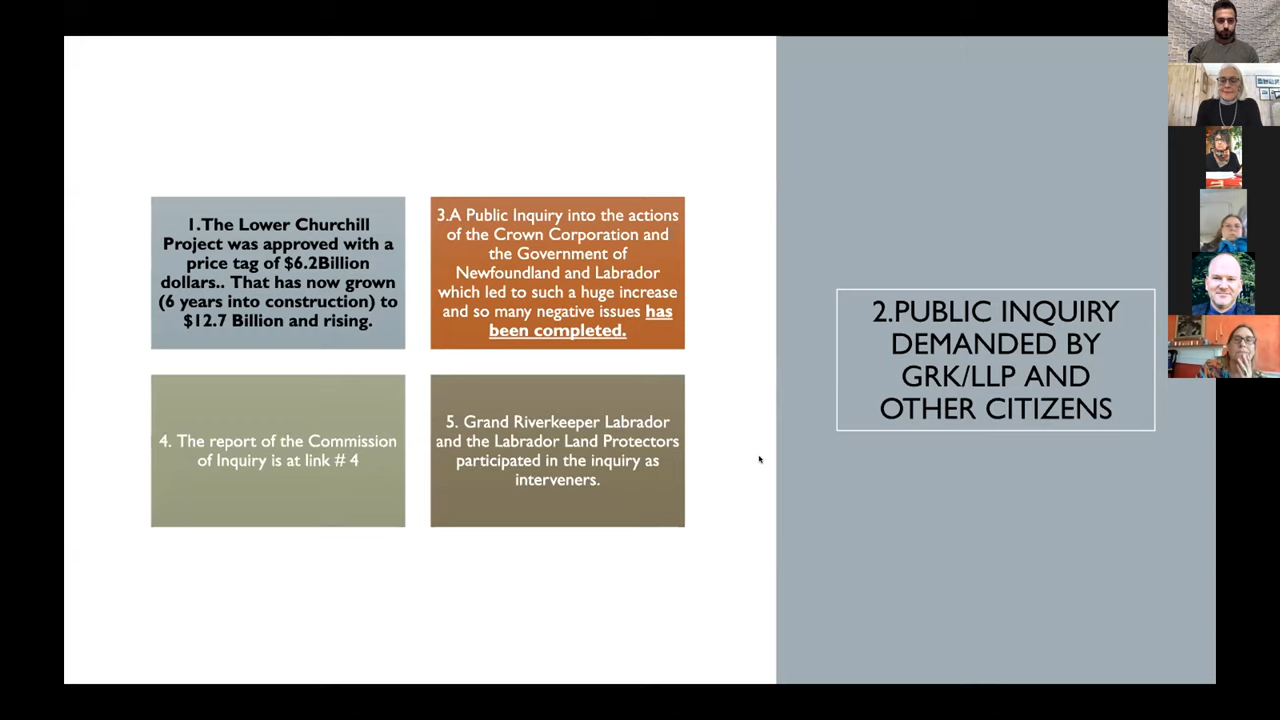 1.The Lower Churchill
Project was approved with a
price tag of $6.2Billion
dollars.. That has now grown
(6 years into construction) to
$12.7 Billion and rising.
3.A Public Inquiry into the actions
of the Crown Corporation and
the Government of
Newfoundland and Labrador
which led to such a huge increase
and so many negative issues has
been completed.
4. The report of the Commission
of Inquiry is at link # 4
5. Grand Riverkeeper Labrador
and the Labrador Land Protectors
participated in the inquiry as
interveners.
2.PUBLIC INQUIRY
DEMANDED BY
GRK/LLP AND
OTHER CITIZENS